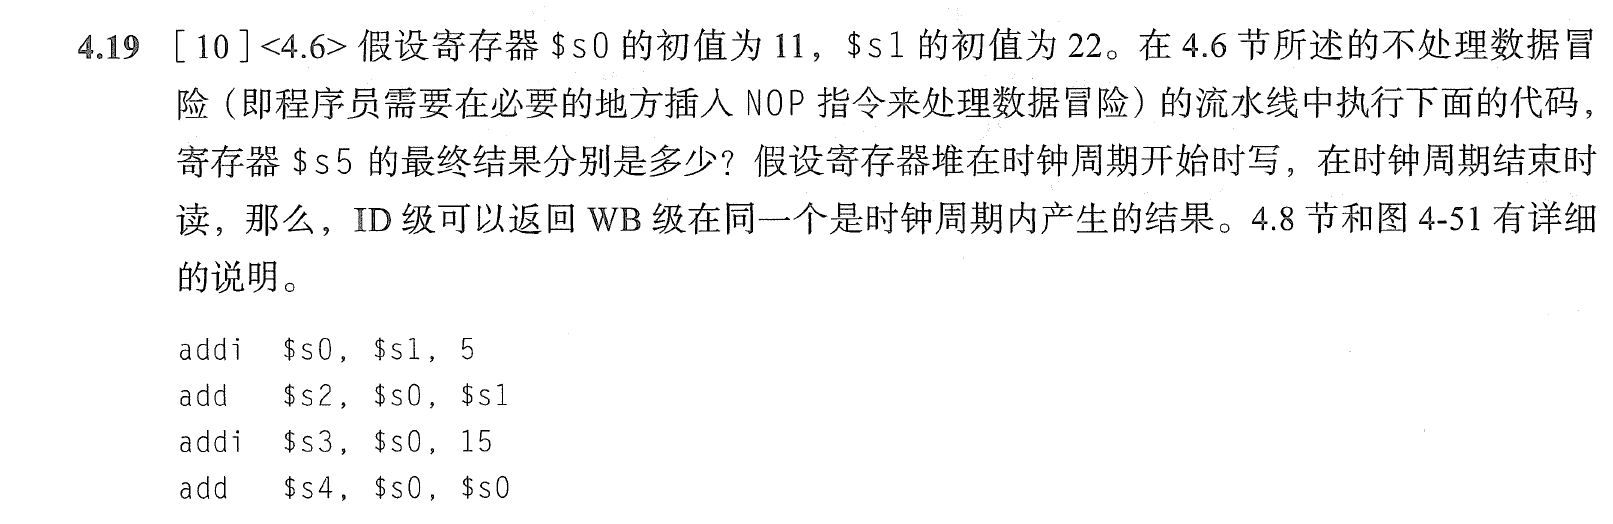 4.19 [10]<4.6> 假设寄存器 $s0 的初值为 11，$s1 的初值为 22。在 4.6 节所述的不处理数据冒
险（即程序员需要在必要的地方插入 NOP 指令来处理数据冒险）的流水线中执行下面的代码，
寄存器 $s5 的最终结果分别是多少？假设寄存器堆在时钟周期开始时写，在时钟周期结束时
读，那么，ID 级可以返回 WB 级在同一个是时钟周期内产生的结果。4.8 节和图 4-51 有详细
的说明。
addi $s0, $s1, 5
add $s2, $s0, $s1
addi $s3, $s0, 15
add $s4, $s0, $s0